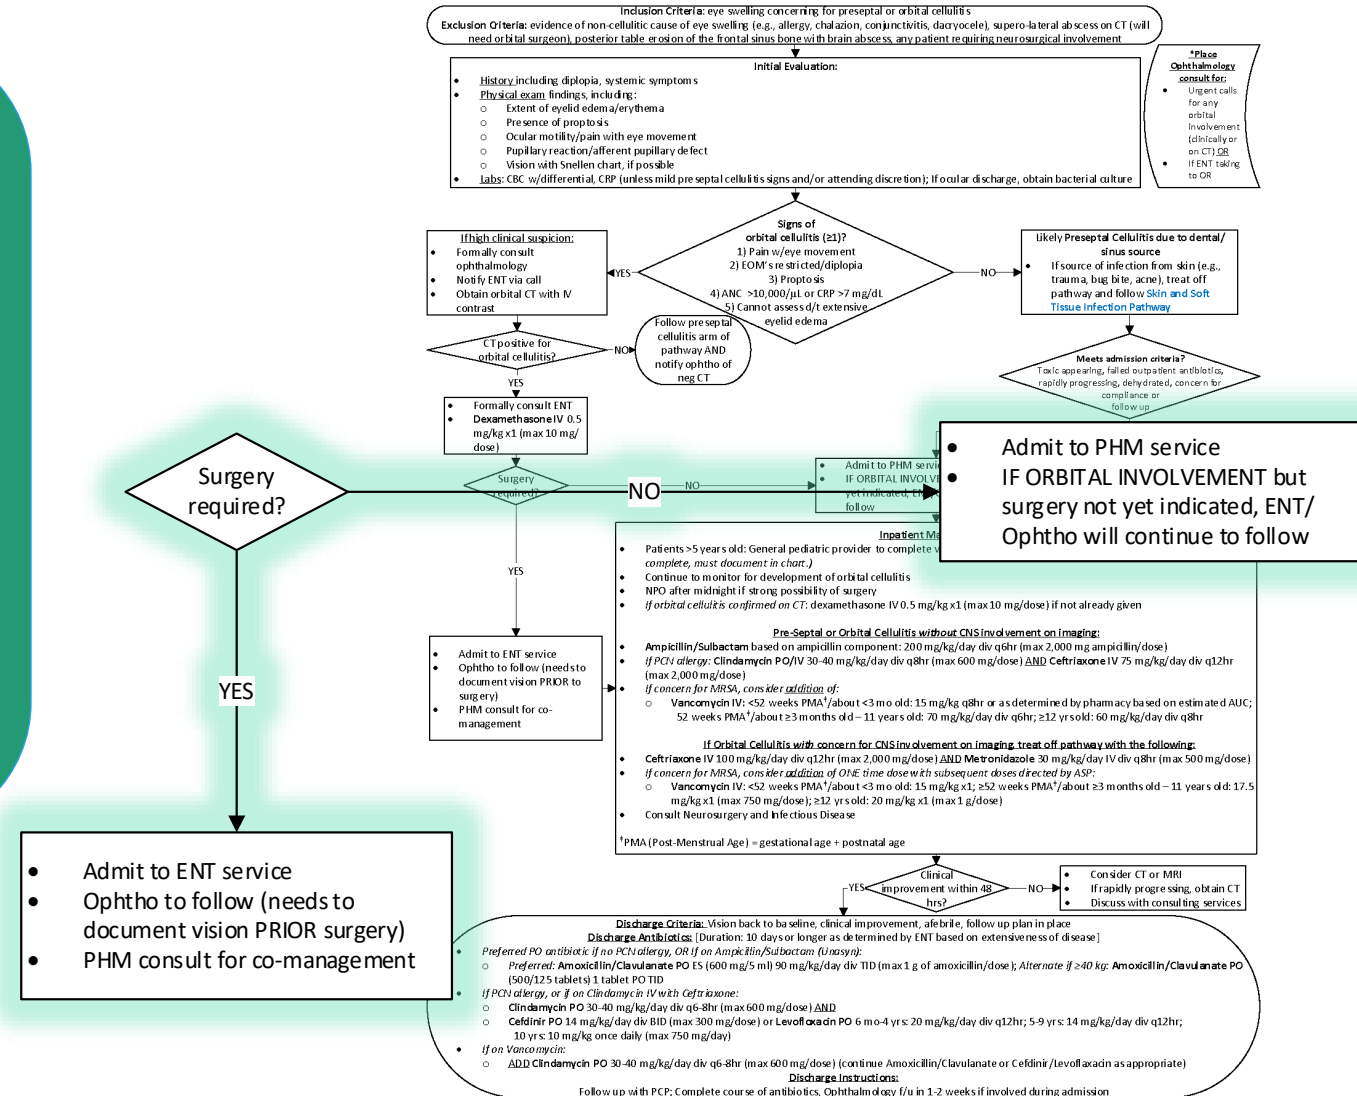 Inclusion Criteria: eye swelling concerning for preseptal or orbital cellulitis
Exclusion Criteria: evidence of non-cellulitic cause of eye swelling (e.g., allergy, chalazion, conjunctivitis, dacryocele), supero-lateral abscess on CT (will
need orbital surgeon), posterior table erosion of the frontal sinus bone with brain abscess, any patient requiring neurosurgical involvement
*Place
Ophthalmology
consult for:
• Urgent calls
for any
orbital
involvement
(clinically or
on CT) OR
• If ENT taking
to OR
Initial Evaluation:
• History including diplopia, systemic symptoms
• Physical exam findings, including:
o Extent of eyelid edema/erythema
o Presence of proptosis
o Ocular motility/pain with eye movement
o Pupillary reaction/afferent pupillary defect
o Vision with Snellen chart, if possible
• Labs: CBC w/differential, CRP (unless mild preseptal cellulitis signs and/or attending discretion); If ocular discharge, obtain bacterial culture
Signs of
orbital cellulitis (≥1)?
1) Pain w/eye movement
2) EOM's restricted/diplopia
3) Proptosis
4) ANC >10,000/µL or CRP >7 mg/dL
5) Cannot assess d/t extensive
eyelid edema
YES
NO
If high clinical suspicion:
• Formally consult
ophthalmology
• Notify ENT via call
• Obtain orbital CT with IV
contrast
Likely Preseptal Cellulitis due to dental/
sinus source
• If source of infection from skin (e.g.,
trauma, bug bite, acne), treat off
pathway and follow Skin and Soft
Tissue Infection Pathway
CT positive for
orbital cellulitis?
NO
Follow preseptal
cellulitis arm of
pathway AND
notify ophtho of
neg CT
Meets admission criteria?
Toxic appearing, failed outpatient antibiotics,
rapidly progressing, dehydrated, concern for
compliance or
follow up
YES
• Formally consult ENT
• Dexamethasone IV 0.5
mg/kg x1 (max 10 mg/
dose)
Surgery
required?
NO
• Admit to PHM service
• IF ORBITAL INVOLVE
yet indicated, EN
follow
Surgery
required?
NO
• Admit to PHM service
• IF ORBITAL INVOLVEMENT but
surgery not yet indicated, ENT/
Ophtho will continue to follow
YES
YES
• Admit to ENT service
• Ophtho to follow (needs to
document vision PRIOR to
surgery)
• PHM consult for co-
management
• Admit to ENT service
• Ophtho to follow (needs to
document vision PRIOR surgery)
• PHM consult for co-management
Inpatient Ma
• Patients >5 years old: General pediatric provider to complete v
complete, must document in chart.)
• Continue to monitor for development of orbital cellulitis
• NPO after midnight if strong possibility of surgery
• If orbital cellulitis confirmed on CT: dexamethasone IV 0.5 mg/kg x1 (max 10 mg/dose) if not already given
Pre-Septal or Orbital Cellulitis without CNS involvement on imaging:
• Ampicillin/Sulbactam based on ampicillin component: 200 mg/kg/day div q6hr (max 2,000 mg ampicillin/dose)
• If PCN allergy: Clindamycin PO/IV 30-40 mg/kg/day div q8hr (max 600 mg/dose) AND Ceftriaxone IV 75 mg/kg/day div q12hr
(max 2,000 mg/dose)
• If concern for MRSA, consider addition of:
o Vancomycin IV: <52 weeks PMA†/about <3 mo old: 15 mg/kg q8hr or as determined by pharmacy based on estimated AUC;
52 weeks PMA†/about ≥3 months old – 11 years old: 70 mg/kg/day div q6hr; ≥12 yrs old: 60 mg/kg/day div q8hr
If Orbital Cellulitis with concern for CNS involvement on imaging, treat off pathway with the following:
• Ceftriaxone IV 100 mg/kg/day div q12hr (max 2,000 mg/dose) AND Metronidazole 30 mg/kg/day IV div q8hr (max 500 mg/dose)
• If concern for MRSA, consider addition of ONE time dose with subsequent doses directed by ASP:
o Vancomycin IV: <52 weeks PMA†/about <3 mo old: 15 mg/kg x1; ≥52 weeks PMA†/about ≥3 months old – 11 years old: 17.5
mg/kg x1 (max 750 mg/dose); ≥12 yrs old: 20 mg/kg x1 (max 1 g/dose)
• Consult Neurosurgery and Infectious Disease
†PMA (Post-Menstrual Age) = gestational age + postnatal age
Clinical
improvement within 48
hrs?
YES
NO
• Consider CT or MRI
• If rapidly progressing, obtain CT
• Discuss with consulting services
Discharge Criteria: Vision back to baseline, clinical improvement, afebrile, follow up plan in place
Discharge Antibiotics: [Duration: 10 days or longer as determined by ENT based on extensiveness of disease]
• Preferred PO antibiotic if no PCN allergy, OR if on Ampicillin/Sulbactam (Unasyn):
o Preferred: Amoxicillin/Clavulanate PO ES (600 mg/5 ml) 90 mg/kg/day div TID (max 1 g of amoxicillin/dose); Alternate if ≥40 kg: Amoxicillin/Clavulanate PO
(500/125 tablets) 1 tablet PO TID
• If PCN allergy, or if on Clindamycin IV with Ceftriaxone:
o Clindamycin PO 30-40 mg/kg/day div q6-8hr (max 600 mg/dose) AND
o Cefdinir PO 14 mg/kg/day div BID (max 300 mg/dose) or Levofloxacin PO 6 mo-4 yrs: 20 mg/kg/day div q12hr; 5-9 yrs: 14 mg/kg/day div q12hr;
10 yrs: 10 mg/kg once daily (max 750 mg/day)
• If on Vancomycin:
o ADD Clindamycin PO 30-40 mg/kg/day div q6-8hr (max 600 mg/dose) (continue Amoxicillin/Clavulanate or Cefdinir/Levoflaxacin as appropriate)
Discharge Instructions:
Follow up with PCP; Complete course of antibiotics, Ophthalmology f/u in 1-2 weeks if involved during admission